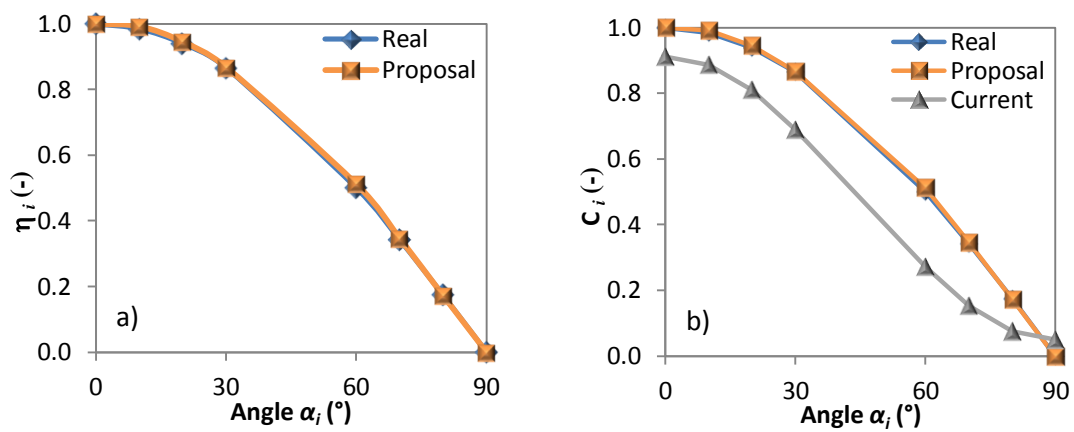 1.0
0.8
0.6
0.4
0.2
0.0
η i (-)
Real
Proposal
a)
0
30
60
90
Angle αi (°)
1.0
0.8
0.6
0.4
0.2
0.0
C i (-)
Real
Proposal
Current
b)
0
30
60
90
Angle αi (°)